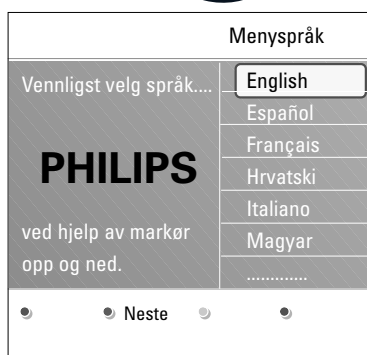 Menyspråk
Vennligst velg språk....
English
Español
Français
PHILIPS
Hrvatski
Italiano
ved hjelp av markør
Magyar
opp og ned.
.............
Neste